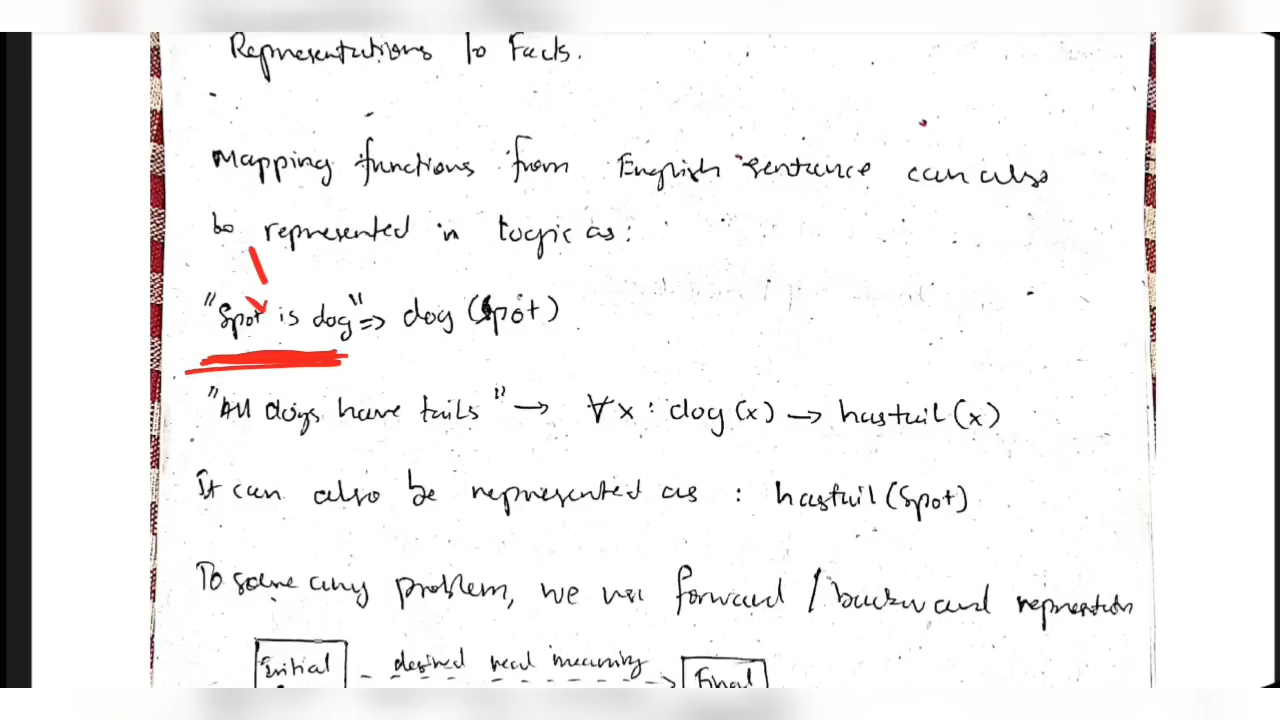 Representations to Facts.
Mapping functions from English sentence can also
be represented in Logic as:
"Spot is dog" => dog (Spot)
"All dogs have tails" → ∀x : dog(x) → hastail(x)
It can also be represented as : hastail(Spot)
To solve any problem, we use forward / backward
Initial desired real meaning Final